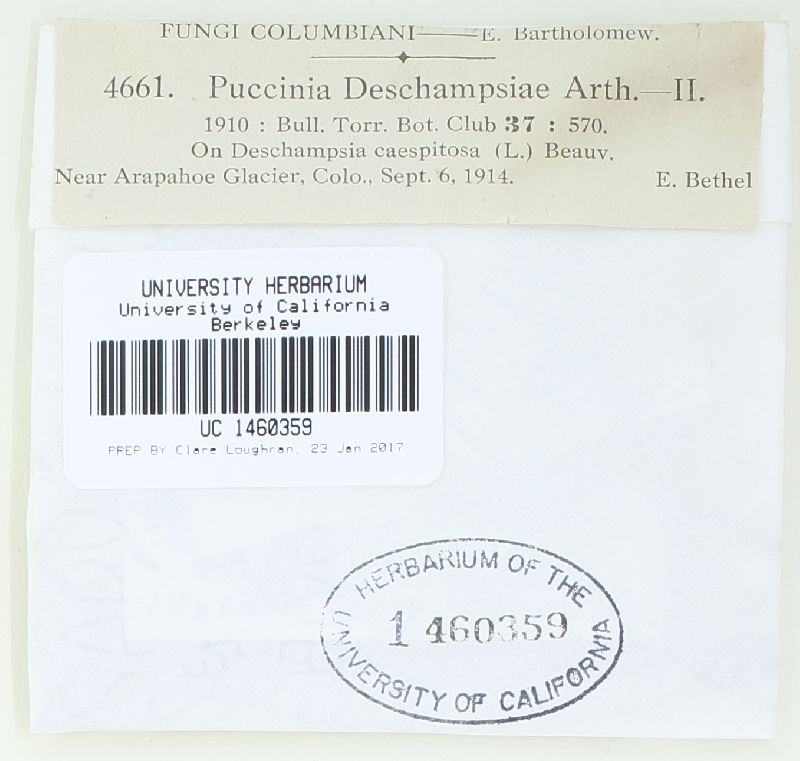 FUNGI COLUMBIANI——E. Bartholomew.
4661. Puccinia Deschampsiae Arth.—II.
1910 : Bull. Torr. Bot. Club 37 : 570.
On Deschampsia caespitosa (L.) Beauv.
Near Arapahoe Glacier, Colo., Sept. 6, 1914. E. Bethel
UNIVERSITY HERBARIUM
University of California
Berkeley
UC 1460359
PREP BY Clare Loughran, 23 Jan 2017
HERBARIUM OF THE
1 460359
UNIVERSITY OF CALIFORNIA